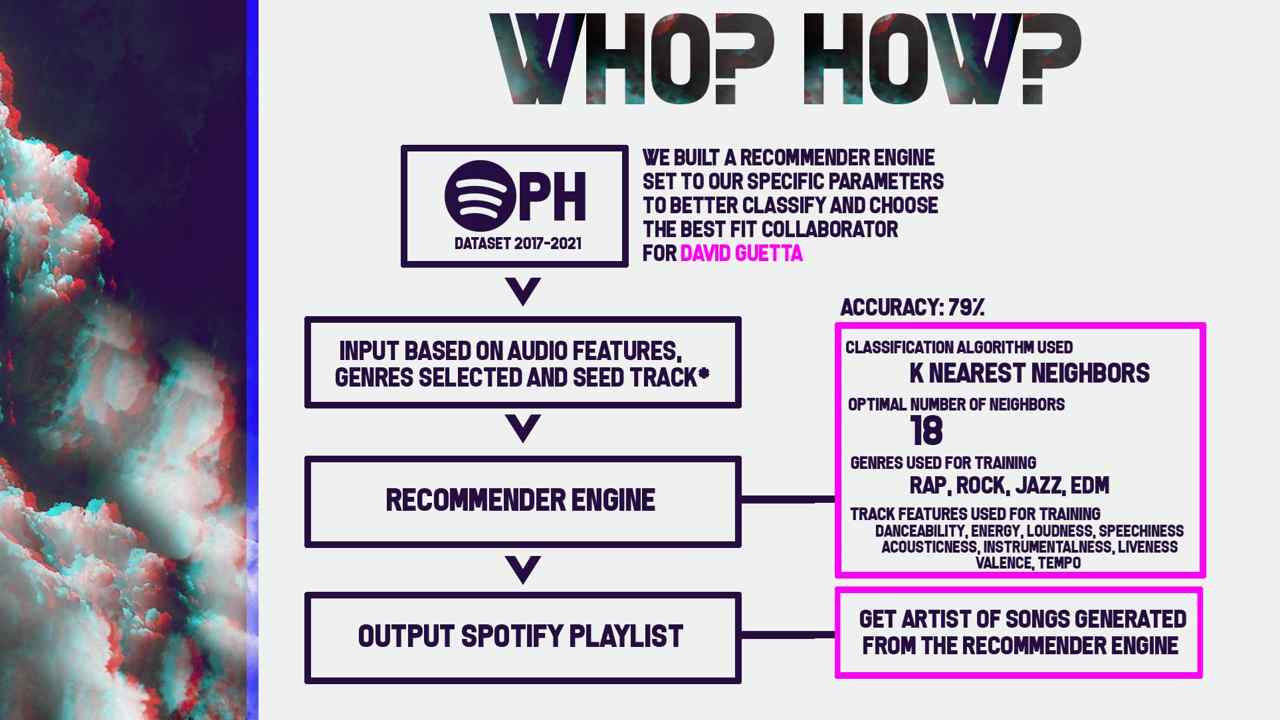 WHO? HOW?
PH
DATASET 2017-2021
WE BUILT A RECOMMENDER ENGINE
SET TO OUR SPECIFIC PARAMETERS
TO BETTER CLASSIFY AND CHOOSE
THE BEST FIT COLLABORATOR
FOR DAVID GUETTA
INPUT BASED ON AUDIO FEATURES,
GENRES SELECTED AND SEED TRACK*
RECOMMENDER ENGINE
OUTPUT SPOTIFY PLAYLIST
ACCURACY: 79%
CLASSIFICATION ALGORITHM USED
K NEAREST NEIGHBORS
OPTIMAL NUMBER OF NEIGHBORS
18
GENRES USED FOR TRAINING
RAP, ROCK, JAZZ, EDM
TRACK FEATURES USED FOR TRAINING
DANCEABILITY, ENERGY, LOUDNESS, SPEECHINESS
ACOUSTICNESS, INSTRUMENTALNESS, LIVENESS
VALENCE, TEMPO
GET ARTIST OF SONGS GENERATED
FROM THE RECOMMENDER ENGINE